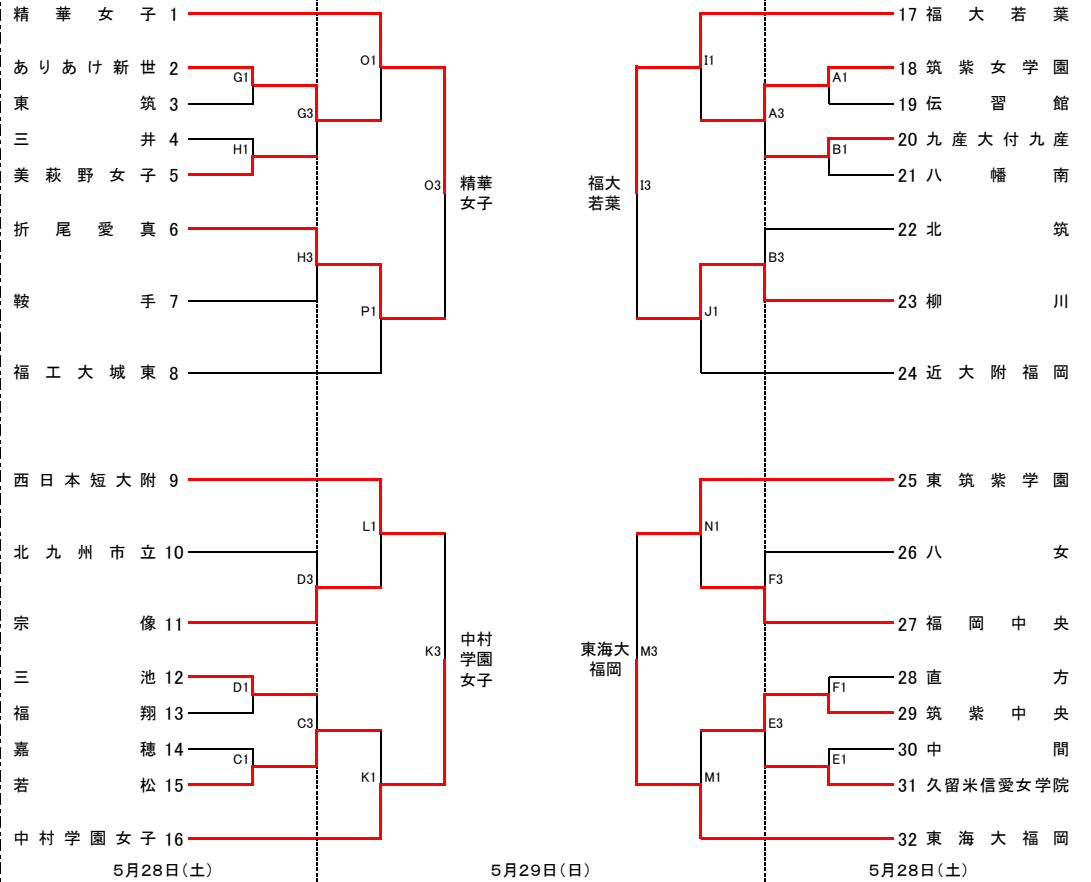 精華女子 1
ありあけ新世 2
東筑 3
三井 4
美萩野女子 5
折尾愛真 6
鞍手 7
福工大城東 8
西日本短大附 9
北九州市立 10
宗像 11
三池 12
福翔 13
嘉穂 14
若松 15
中村学園女子 16
G1
H1
G3
H3
O1
P1
O3
精華
女子
L1
D3
D1
C3
C1
K1
K3
中村
学園
女子
福大
若葉
I3
I1
J1
A3
B3
A1
B1
東海大
福岡
M3
N1
M1
F3
E3
F1
E1
17 福大若葉
18 筑紫女学園
19 伝習館
20 九産大付九産
21 八幡南
22 北筑
23 柳川
24 近大附福岡
25 東筑紫学園
26 八女
27 福岡中央
28 直方
29 筑紫中央
30 中間
31 久留米信愛女学院
32 東海大福岡
5月28日(土)
5月29日(日)
5月28日(土)